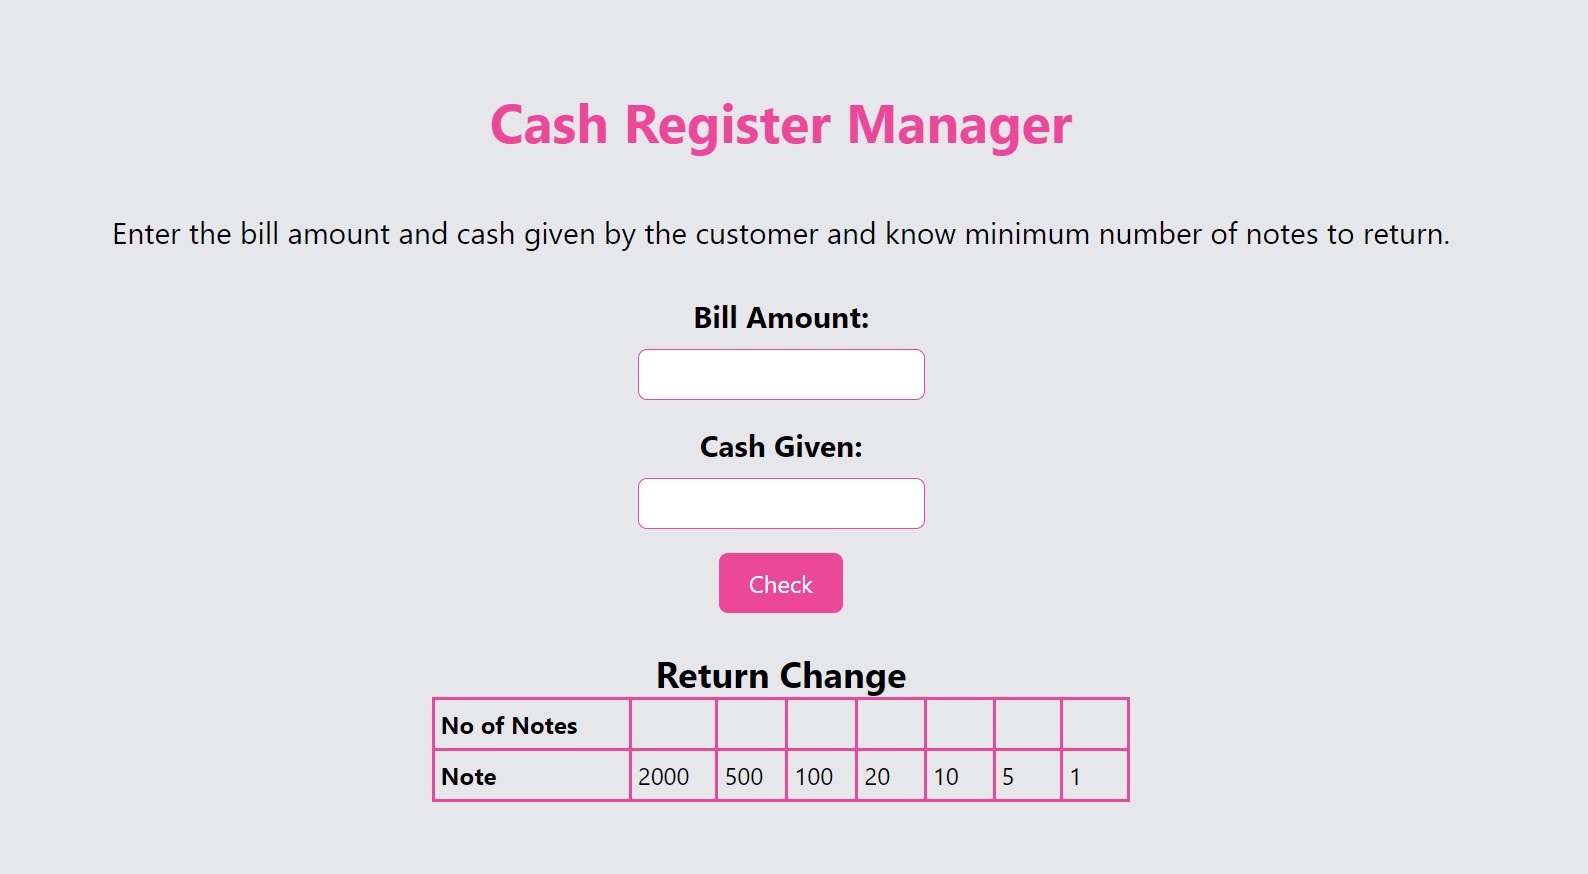 Cash Register Manager
Enter the bill amount and cash given by the customer and know minimum number of notes to return.
Bill Amount:
Cash Given:
Check
Return Change
No of Notes
Note 2000 500 100 20 10 5 1